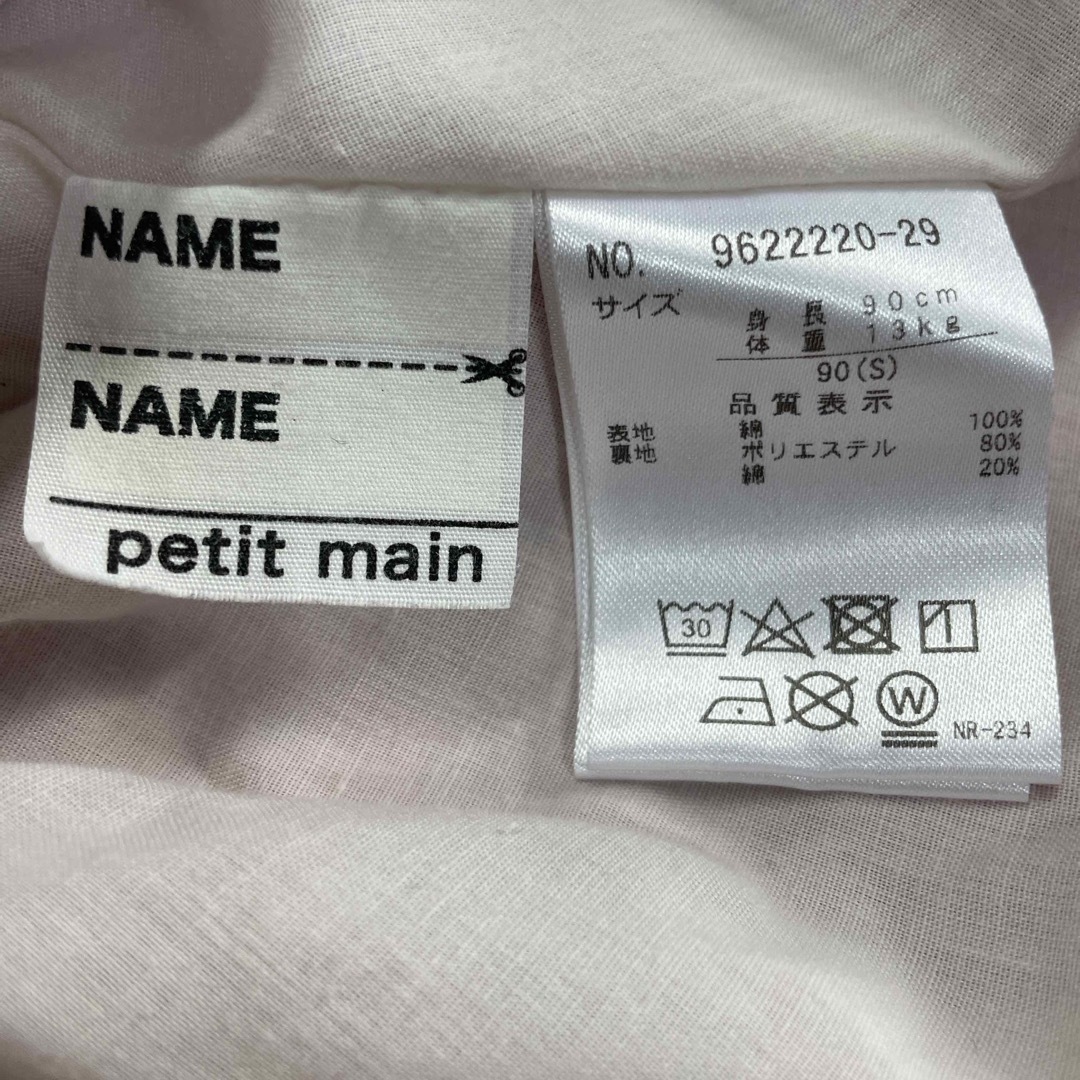 NAME
NAME
petit main
NO. 9622220-29
サイズ 身長 90cm
体重 13kg
90(S)
品質表示
表地 綿 100%
裏地 ポリエステル 80%
綿 20%
30
W
NR-234